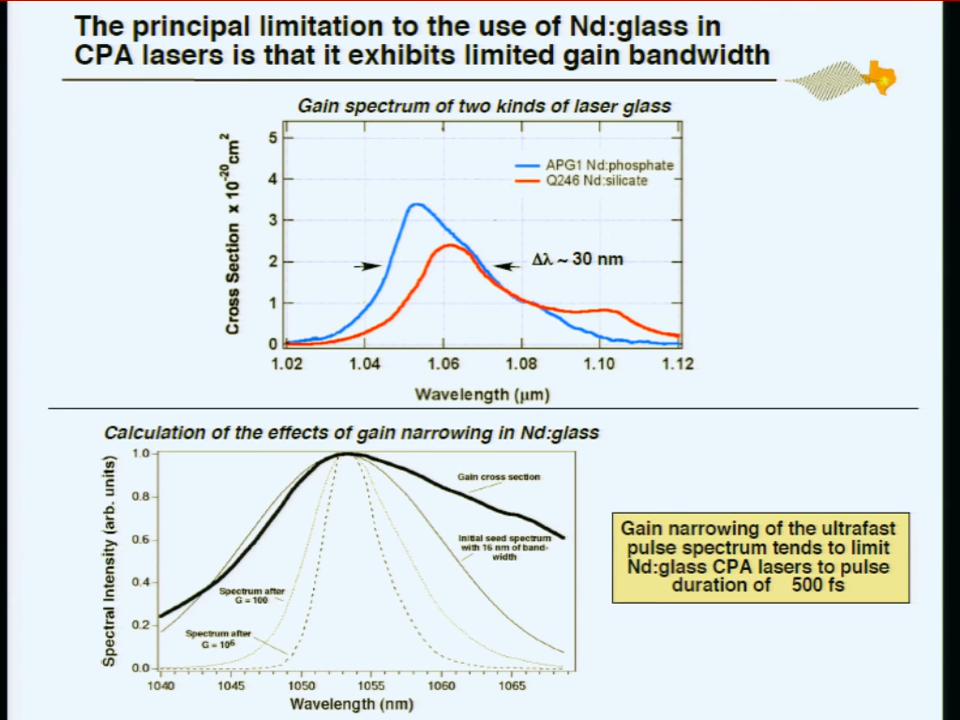 The principal limitation to the use of Nd:glass in
CPA lasers is that it exhibits limited gain bandwidth
Gain spectrum of two kinds of laser glass
Cross Section x 10⁻²⁰cm²
5
4
3
2
1
0
APG1 Nd:phosphate
Q246 Nd:silicate
Δλ ~ 30 nm
1.02 1.04 1.06 1.08 1.10 1.12
Wavelength (μm)
Calculation of the effects of gain narrowing in Nd:glass
Spectral Intensity (arb. units)
1.0
0.8
0.6
0.4
0.2
0.0
Gain cross section
Initial seed spectrum
with 16 nm of band-
width
Spectrum after
G = 100
Spectrum after
G = 10⁶
1040 1045 1050 1055 1060 1065
Wavelength (nm)
Gain narrowing of the ultrafast
pulse spectrum tends to limit
Nd:glass CPA lasers to pulse
duration of 500 fs